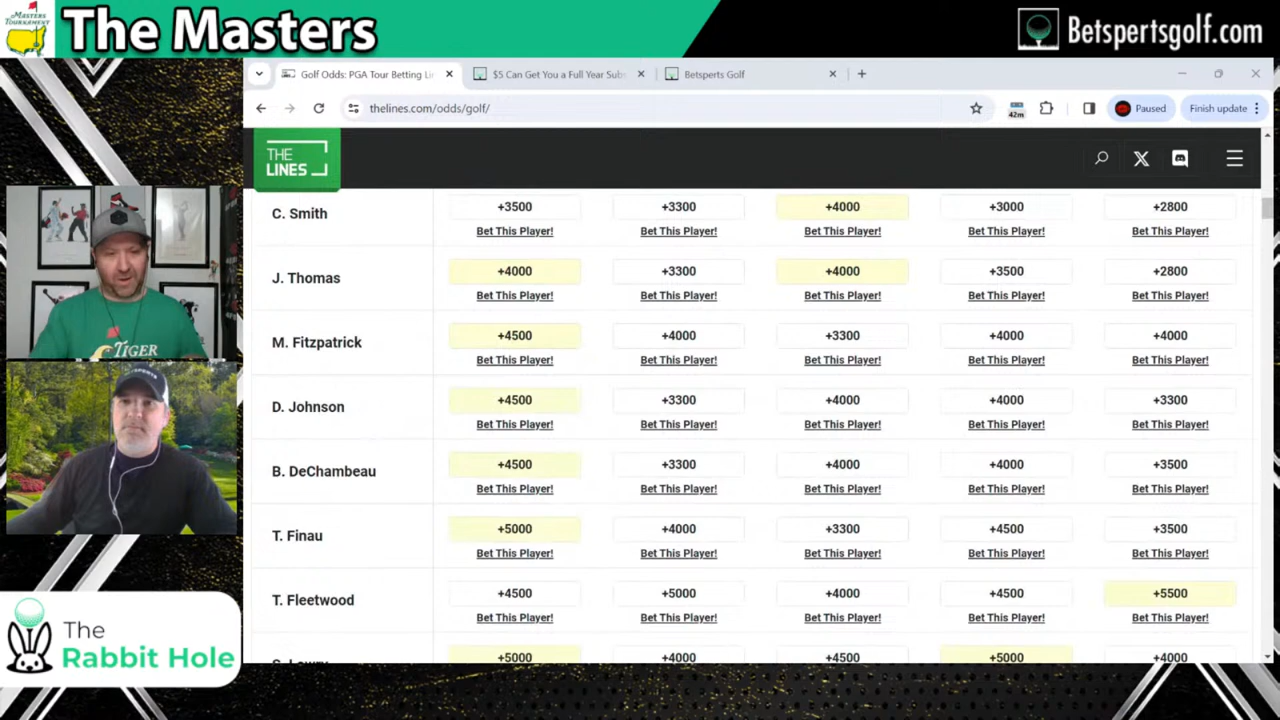 MASTERS
TOURNAMENT
The Masters
Betspertsgolf.com
Golf Odds: PGA Tour Betting Lin
$5 Can Get You a Full Year Subs
Betsperts Golf
thelines.com/odds/golf/
42m
Paused
Finish update
THE
LINES
C. Smith
+3500 +3300 +4000 +3000 +2800
Bet This Player! Bet This Player! Bet This Player! Bet This Player! Bet This Player!
J. Thomas
+4000 +3300 +4000 +3500 +2800
Bet This Player! Bet This Player! Bet This Player! Bet This Player! Bet This Player!
M. Fitzpatrick
+4500 +4000 +3300 +4000 +4000
Bet This Player! Bet This Player! Bet This Player! Bet This Player! Bet This Player!
D. Johnson
+4500 +3300 +4000 +4000 +3300
Bet This Player! Bet This Player! Bet This Player! Bet This Player! Bet This Player!
B. DeChambeau
+4500 +3300 +4000 +4000 +3500
Bet This Player! Bet This Player! Bet This Player! Bet This Player! Bet This Player!
T. Finau
+5000 +4000 +3300 +4500 +3500
Bet This Player! Bet This Player! Bet This Player! Bet This Player! Bet This Player!
T. Fleetwood
+4500 +5000 +4000 +4500 +5500
Bet This Player! Bet This Player! Bet This Player! Bet This Player! Bet This Player!
S. Lowry
+5000 +4000 +4500 +5000 +4000
TIGER
The
Rabbit Hole